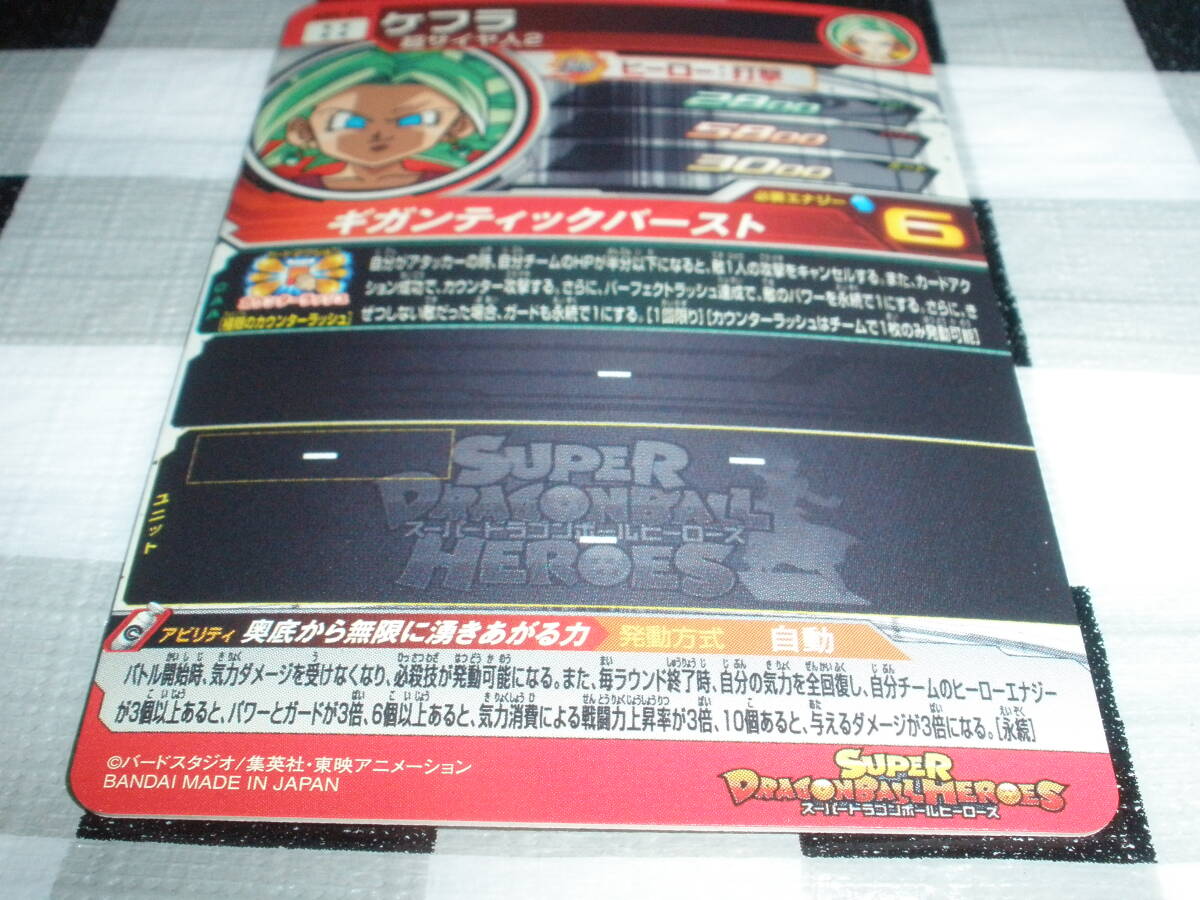 ケフラ
超サイヤ人2
ヒーロー:打撃
2800
5800
3000
必要エナジー
6
ギガンティックバースト
CAA
[極限のカウンターラッシュ]
自分がアタッカーの時、自分チームのHPが半分以下になると、敵1人の攻撃をキャンセルする。また、カードアク
ション成功で、カウンター攻撃する。さらに、パーフェクトラッシュ達成で、敵のパワーを永続で1にする。さらに、き
ぜつしない敵だった場合、ガードも永続で1にする。[1回限り][カウンターラッシュはチームで1枚のみ発動可能]
ユニット
SUPER
DRAGONBALL
スーパードラゴンボールヒーローズ
HEROES
アビリティ 奥底から無限に湧きあがる力 発動方式 自動
バトル開始時、気力ダメージを受けなくなり、必殺技が発動可能になる。また、毎ラウンド終了時、自分の気力を全回復し、自分チームのヒーローエナジー
が3個以上あると、パワーとガードが3倍、6個以上あると、気力消費による戦闘力上昇率が3倍、10個あると、与えるダメージが3倍になる。[永続]
©バードスタジオ/集英社・東映アニメーション
BANDAI MADE IN JAPAN
SUPER
DRAGONBALL HEROES
スーパードラゴンボールヒーローズ